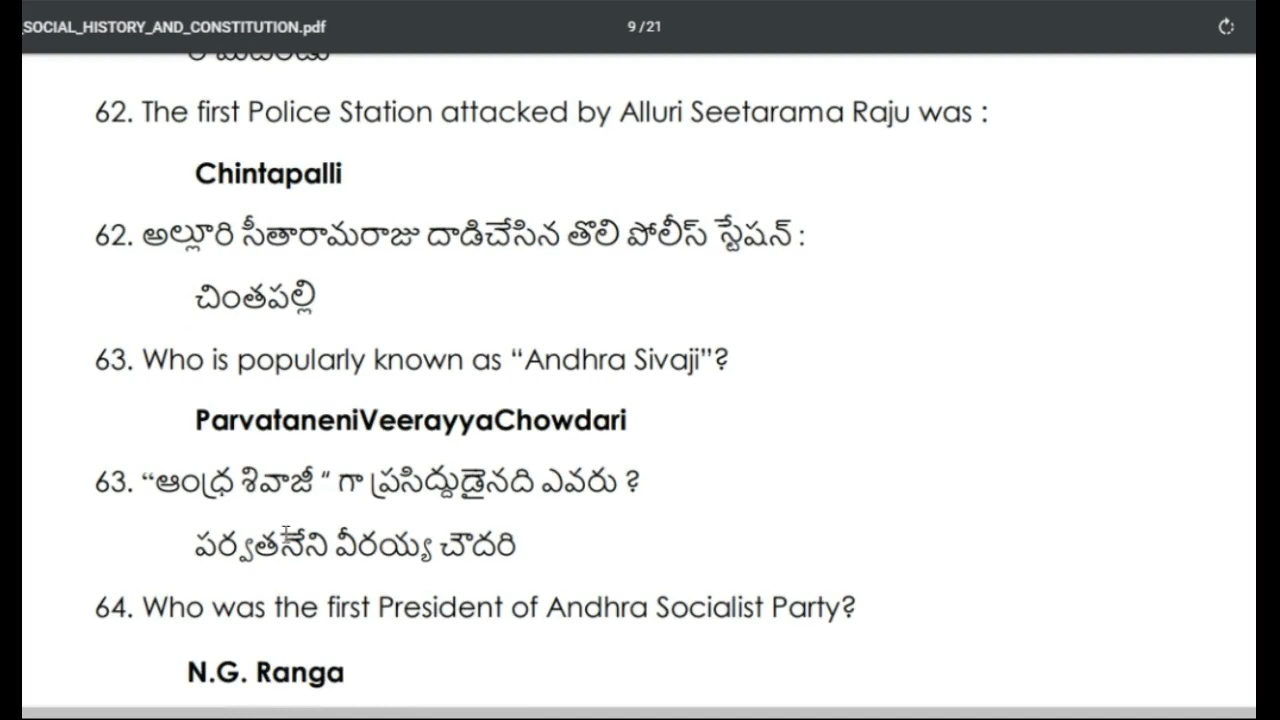 _SOCIAL_HISTORY_AND_CONSTITUTION.pdf
9 / 21
62. The first Police Station attacked by Alluri Seetarama Raju was :
Chintapalli
62. అల్లూరి సీతారామరాజు దాడిచేసిన తొలి పోలీస్ స్టేషన్ :
చింతపల్లి
63. Who is popularly known as “Andhra Sivaji”?
ParvataneniVeerayyaChowdari
63. “ఆంధ్ర శివాజీ “ గా ప్రసిద్దుడైనది ఎవరు ?
పర్వతనేని వీరయ్య చౌదరి
64. Who was the first President of Andhra Socialist Party?
N.G. Ranga